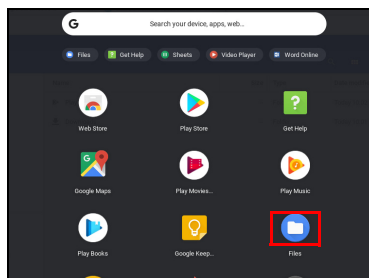 Search your device, apps, web...
Files Get Help Sheets Video Player Word Online
Web Store Play Store Get Help
Google Maps Play Movies... Play Music
Play Books Google Keep... Files